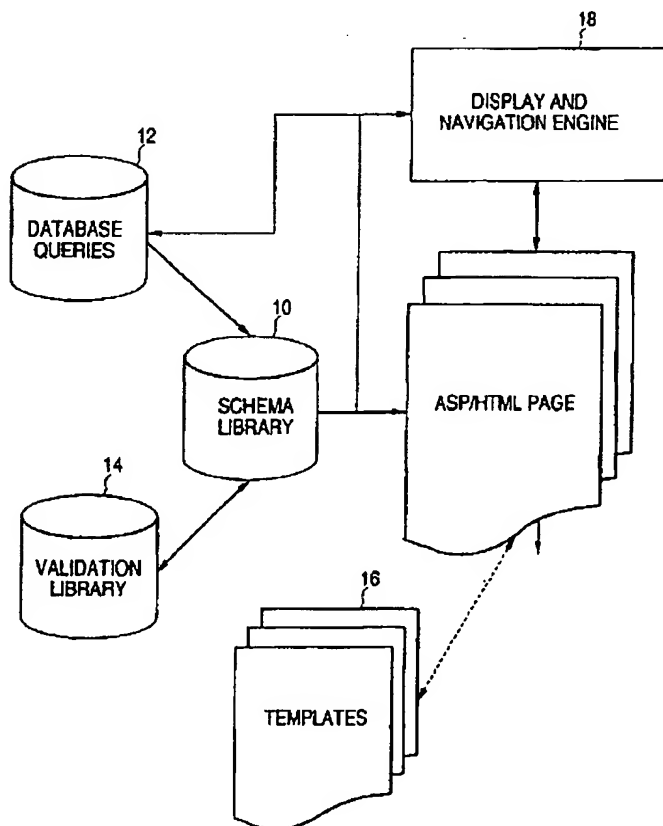 18
DISPLAY AND
NAVIGATION ENGINE
12
DATABASE
QUERIES
10
SCHEMA
LIBRARY
ASP/HTML PAGE
14
VALIDATION
LIBRARY
16
TEMPLATES